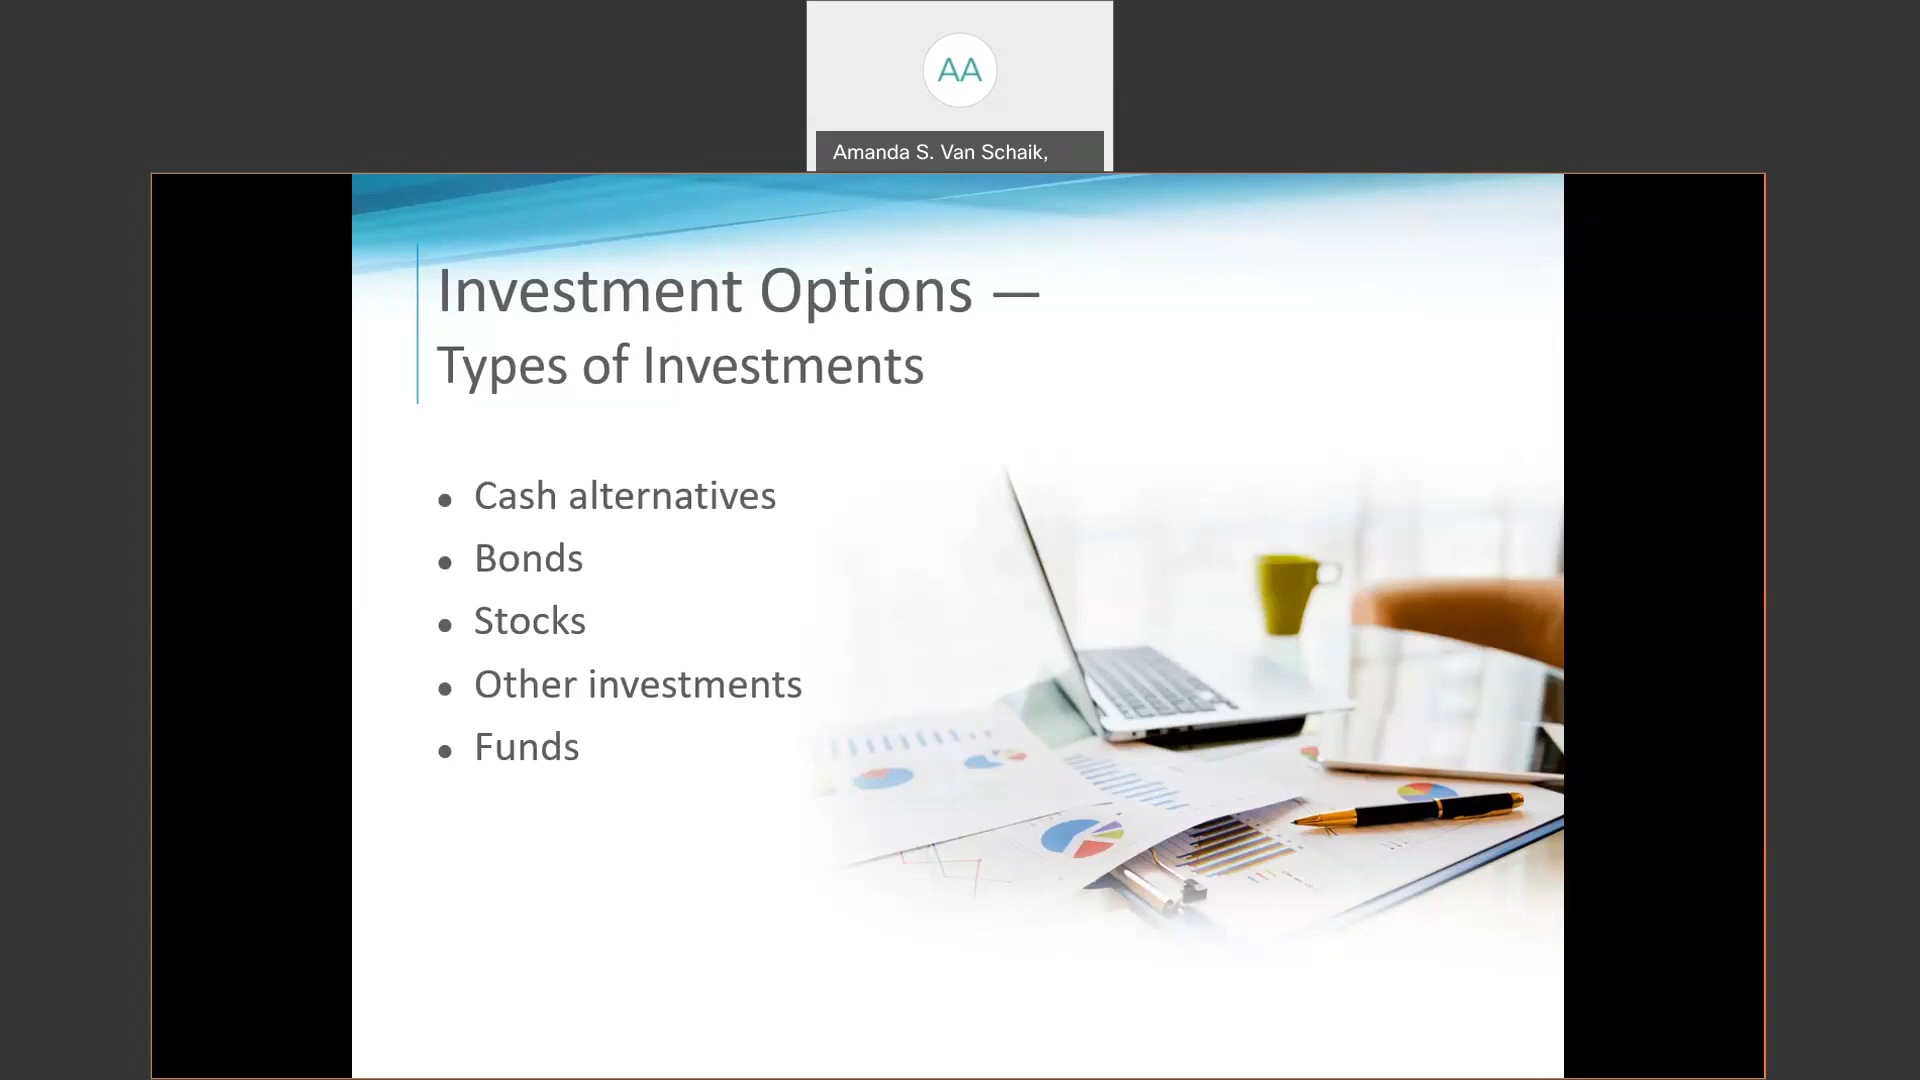 AA
Amanda S. Van Schaik,
Investment Options —
Types of Investments
• Cash alternatives
• Bonds
• Stocks
• Other investments
• Funds